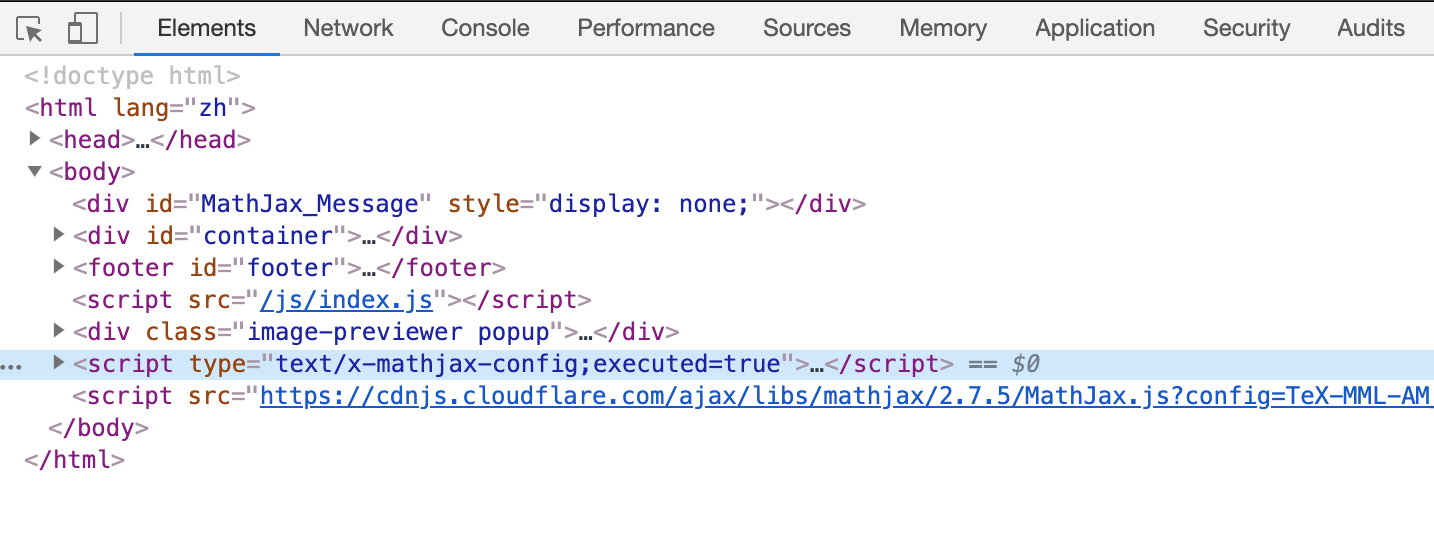 Elements Network Console Performance Sources Memory Application Security Audits
<!doctype html>
<html lang="zh">
<head>…</head>
<body>
<div id="MathJax_Message" style="display: none;"></div>
<div id="container">…</div>
<footer id="footer">…</footer>
<script src="/js/index.js"></script>
<div class="image-previewer popup">…</div>
… <script type="text/x-mathjax-config;executed=true">…</script> == $0
<script src="https://cdnjs.cloudflare.com/ajax/libs/mathjax/2.7.5/MathJax.js?config=TeX-MML-AM_
</body>
</html>